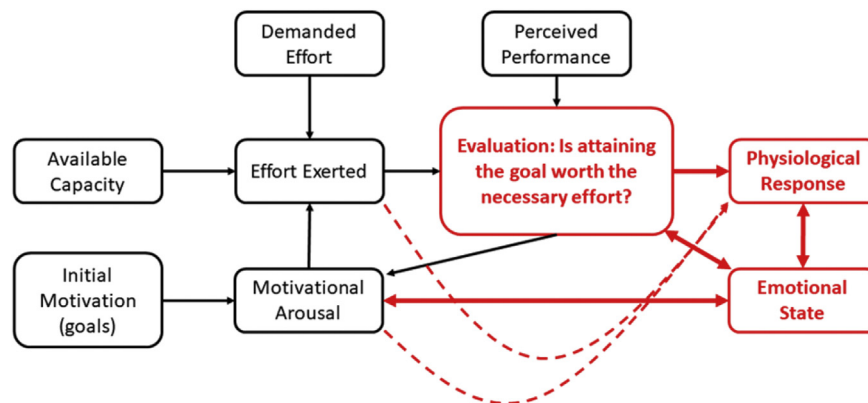 Demanded
Effort
Perceived
Performance
Available
Capacity
Effort Exerted
Evaluation: Is attaining
the goal worth the
necessary effort?
Physiological
Response
Initial
Motivation
(goals)
Motivational
Arousal
Emotional
State